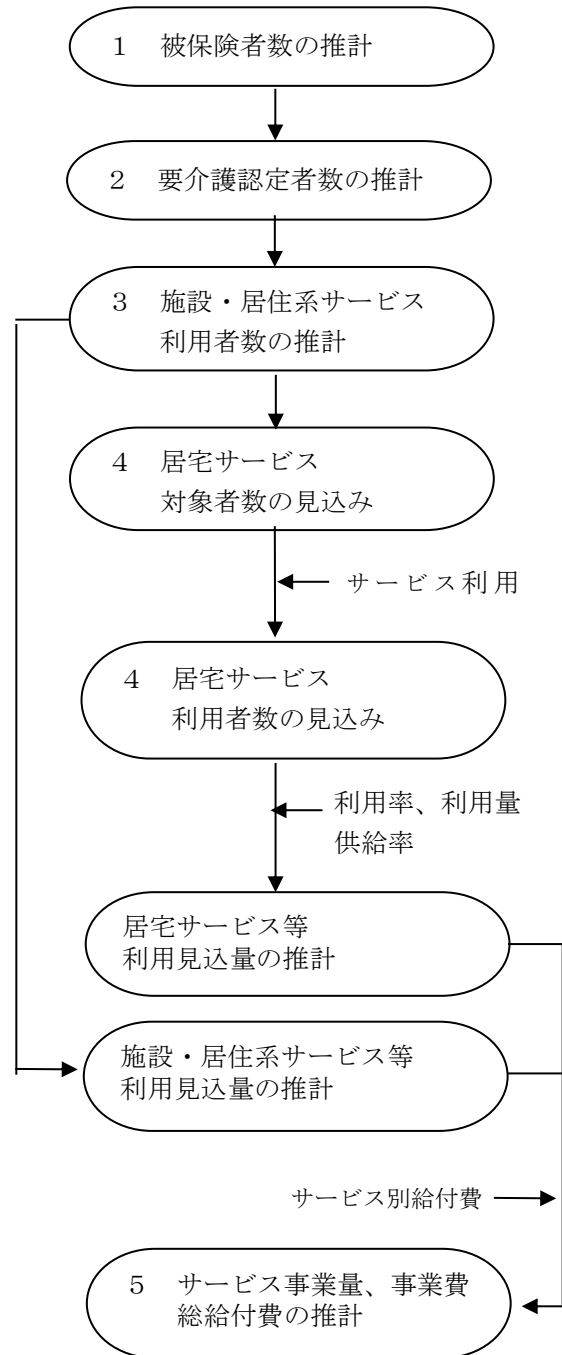 １　被保険者数の推計
２　要介護認定者数の推計
３　施設・居住系サービス
利用者数の推計
４　居宅サービス
対象者数の見込み
サービス利用
４　居宅サービス
利用者数の見込み
利用率、利用量
供給率
居宅サービス等
利用見込量の推計
施設・居住系サービス等
利用見込量の推計
サービス別給付費
５　サービス事業量、事業費
総給付費の推計